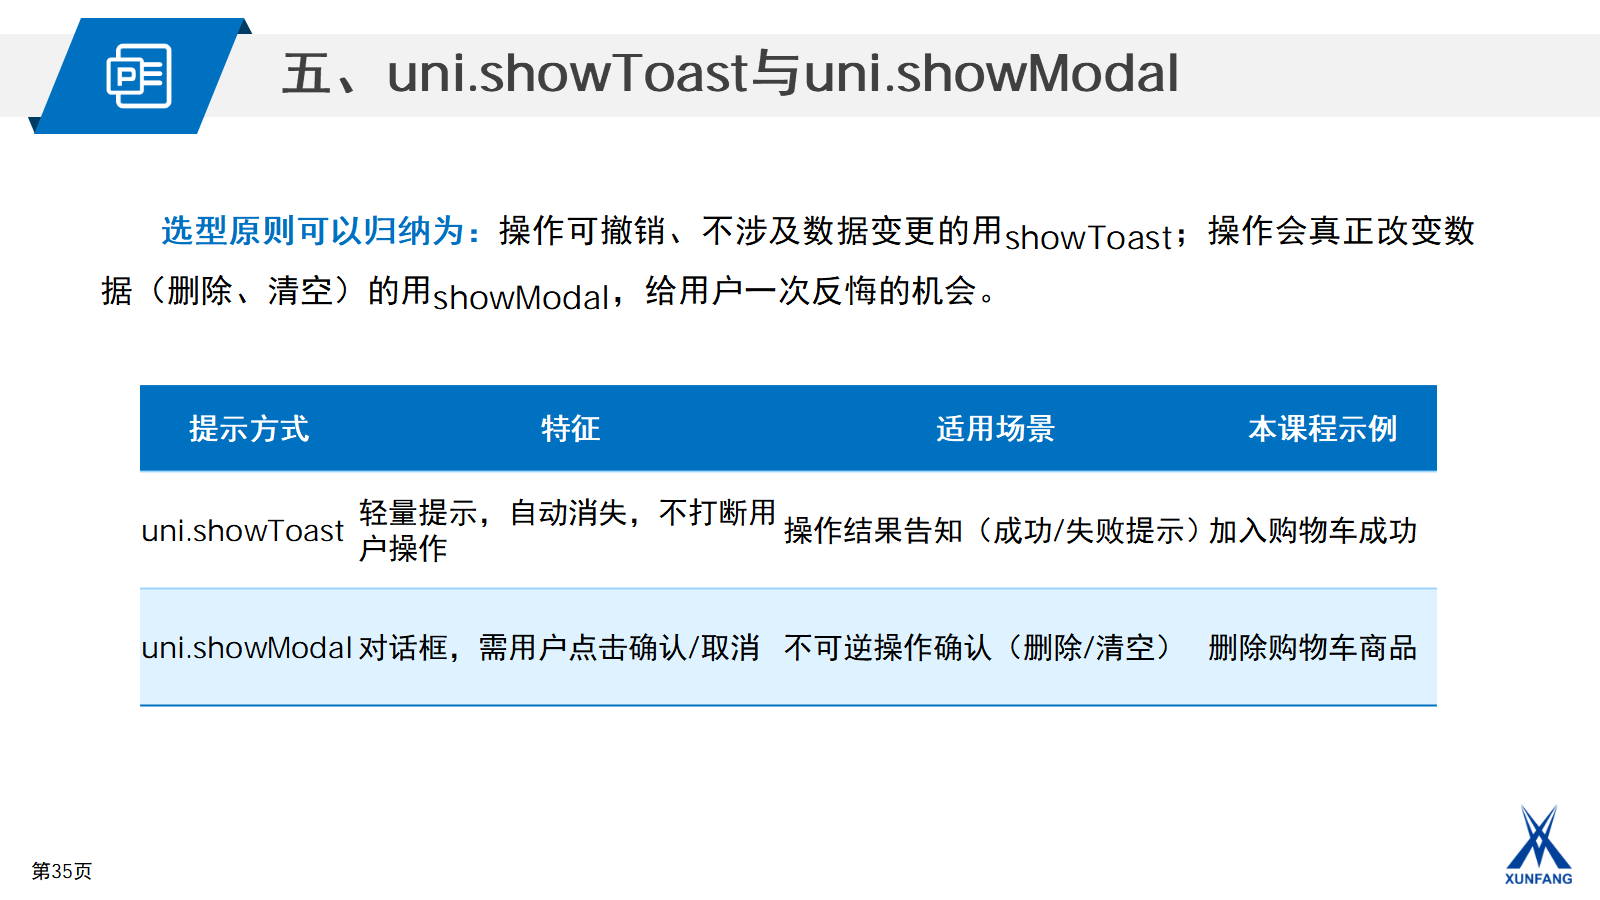 五、uni.showToast与uni.showModal
选型原则可以归纳为：操作可撤销、不涉及数据变更的用showToast；操作会真正改变数
据（删除、清空）的用showModal，给用户一次反悔的机会。
提示方式 特征 适用场景 本课程示例
uni.showToast 轻量提示，自动消失，不打断用户操作 操作结果告知（成功/失败提示） 加入购物车成功
uni.showModal 对话框，需用户点击确认/取消 不可逆操作确认（删除/清空） 删除购物车商品
第35页
XUNFANG